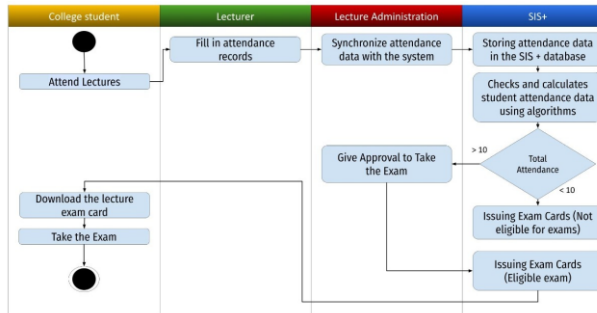 College student
Lecturer
Lecture Administration
SIS+
Attend Lectures
Fill in attendance
records
Synchronize attendance
data with the system
Storing attendance data
in the SIS + database
Checks and calculates
student attendance data
using algorithms
> 10
Total
Attendance
< 10
Give Approval to Take
the Exam
Issuing Exam Cards (Not
eligible for exams)
Issuing Exam Cards
(Eligible exam)
Download the lecture
exam card
Take the Exam